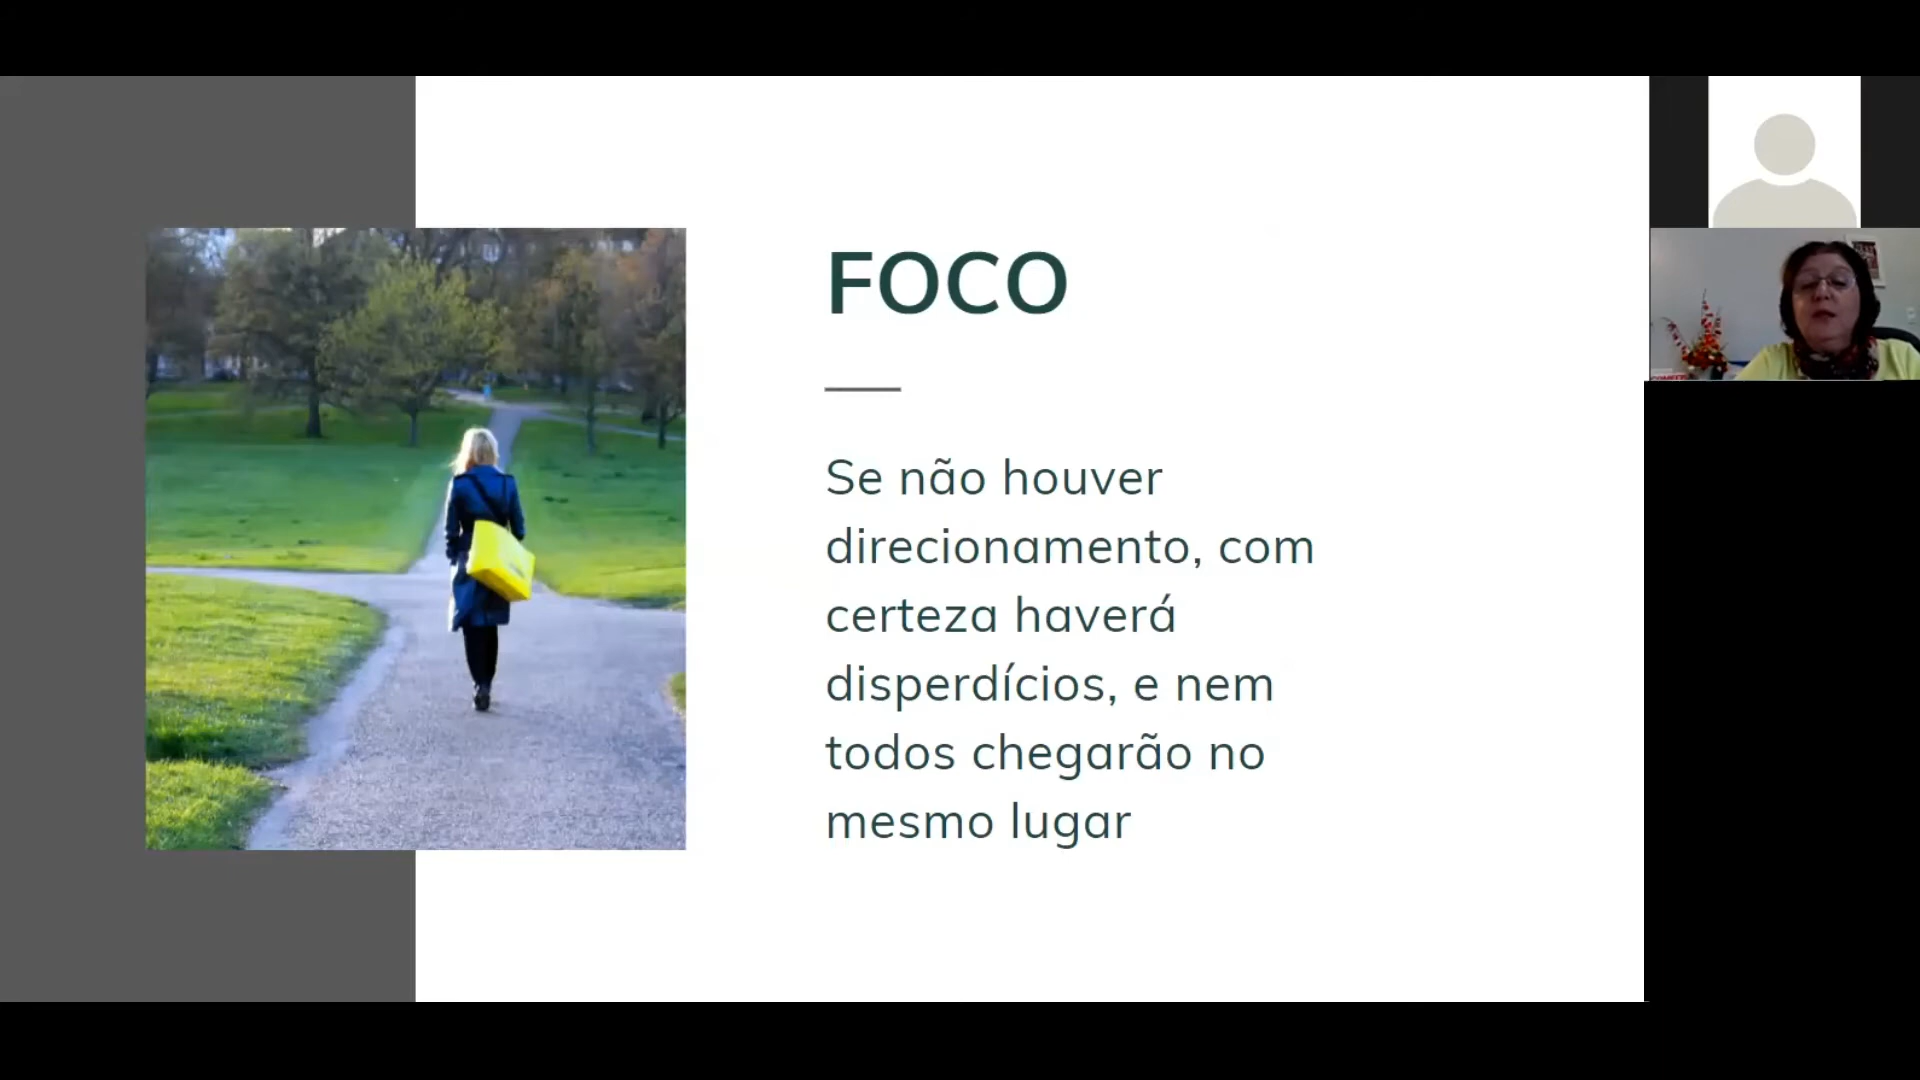 FOCO
Se não houver
direcionamento, com
certeza haverá
disperdícios, e nem
todos chegarão no
mesmo lugar